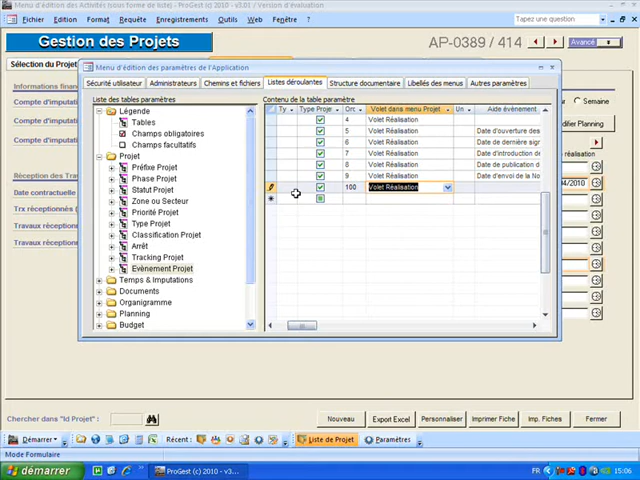 Menu d'édition des Activités (sous forme de liste) - ProGest (c) 2010 - v3.01 / Version d'évaluation
Fichier Edition Format Enregistrements Outils Web Fenêtre ? Tapez une question
Gestion des Projets
AP-0389 / 414
Avancé
Sélection du Projet
Menu d'édition des paramètres de l'Application
Sécurité utilisateur Administrateurs Chemins et fichiers Listes déroulantes Structure documentaire Libellés des menus Autres paramètres
Informations financ
Compte d'imputati
Compte d'imputati
Compte d'imputati
Réception des Trav
Date contractuelle
Trx réceptionnés (
Travaux réceptionn
Travaux réceptionn
Liste des tables paramètres
Légende
Tables
Champs obligatoires
Champs facultatifs
Projet
Préfixe Projet
Phase Projet
Statut Projet
Zone ou Secteur
Priorité Projet
Type Projet
Classification Projet
Arrêt
Tracking Projet
Evènement Projet
Temps & Imputations
Documents
Organigramme
Planning
Budget
Contenu de la table paramètre
Ty Type Proje Orc Volet dans menu Projet Un Aide évènement
4 Volet Réalisation
5 Volet Réalisation Date d'ouverture des
6 Volet Réalisation Date de dernière sign
7 Volet Réalisation Date d'introduction de
8 Volet Réalisation Date de publication d
9 Volet Réalisation Date d'envoi de la No
100 Volet Réalisation
Semaine
difier Planning
réalisation
04/2010
Chercher dans "Id Projet"
Nouveau Export Excel Personnaliser Imprimer Fiche Imp. Fiches Fermer
Démarrer Récent : Liste de Projet Paramètres
Mode Formulaire
démarrer ProGest (c) 2010 - v3.... FR 15:06